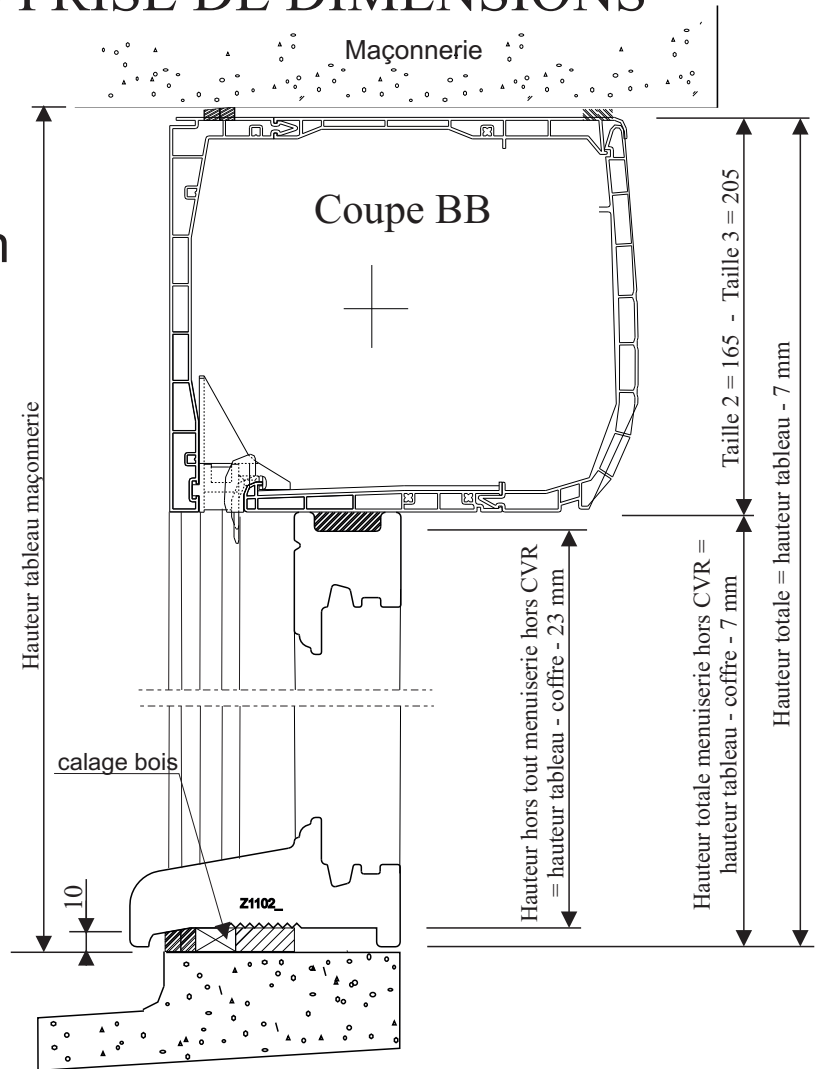 PRISE DE DIMENSIONS
Maçonnerie
Coupe BB
Hauteur tableau maçonnerie
Taille 2 = 165 - Taille 3 = 205
Hauteur totale = hauteur tableau - 7 mm
Hauteur hors tout menuiserie hors CVR
= hauteur tableau - coffre - 23 mm
Hauteur totale menuiserie hors CVR =
hauteur tableau - coffre - 7 mm
calage bois
10
Z1102_